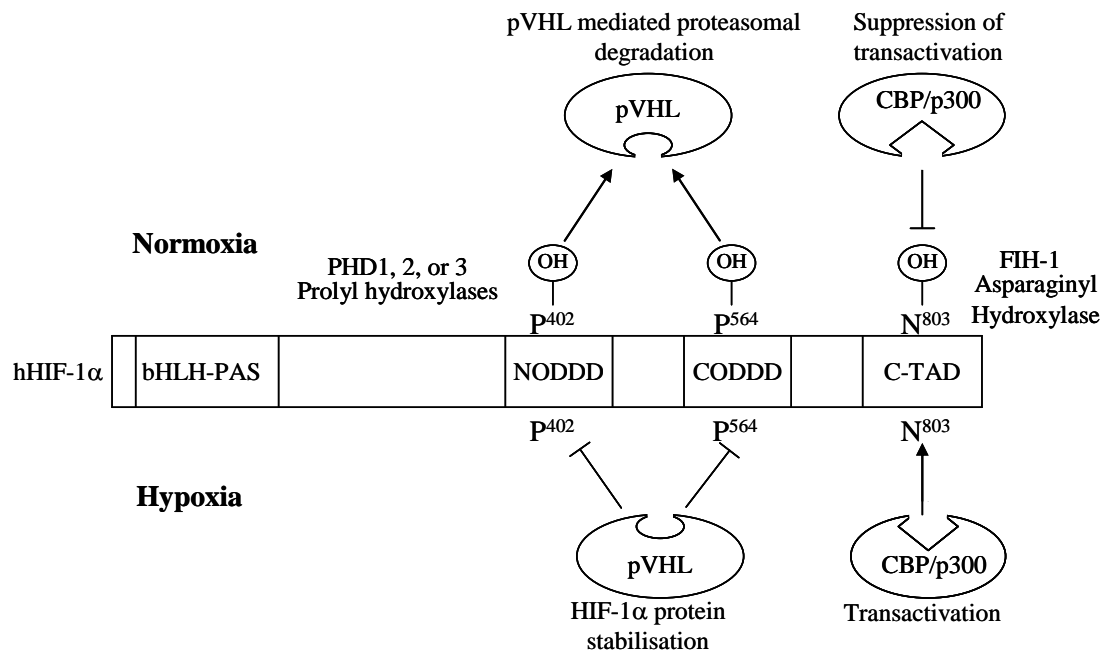 pVHL mediated proteasomal
degradation
Suppression of
transactivation
pVHL
CBP/p300
Normoxia
PHD1, 2, or 3
Prolyl hydroxylases
OH
OH
OH
FIH-1
Asparaginyl
Hydroxylase
P402
P564
N803
hHIF-1α
bHLH-PAS
NODDD
CODDD
C-TAD
P402
P564
N803
Hypoxia
pVHL
CBP/p300
HIF-1α protein
stabilisation
Transactivation